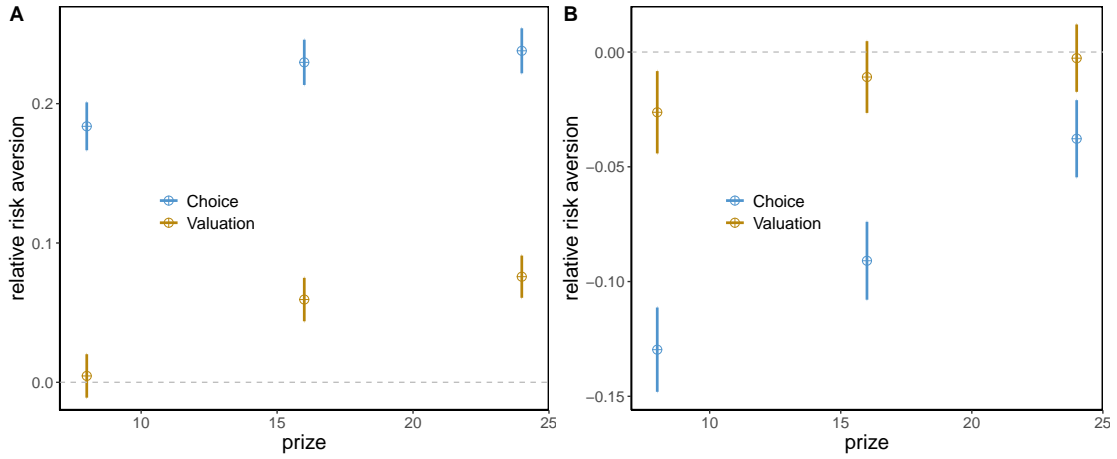 A
relative risk aversion
0.2
0.1
0.0
Choice
Valuation
10
15
20
25
prize
B
relative risk aversion
0.00
−0.05
−0.10
−0.15
Choice
Valuation
10
15
20
25
prize